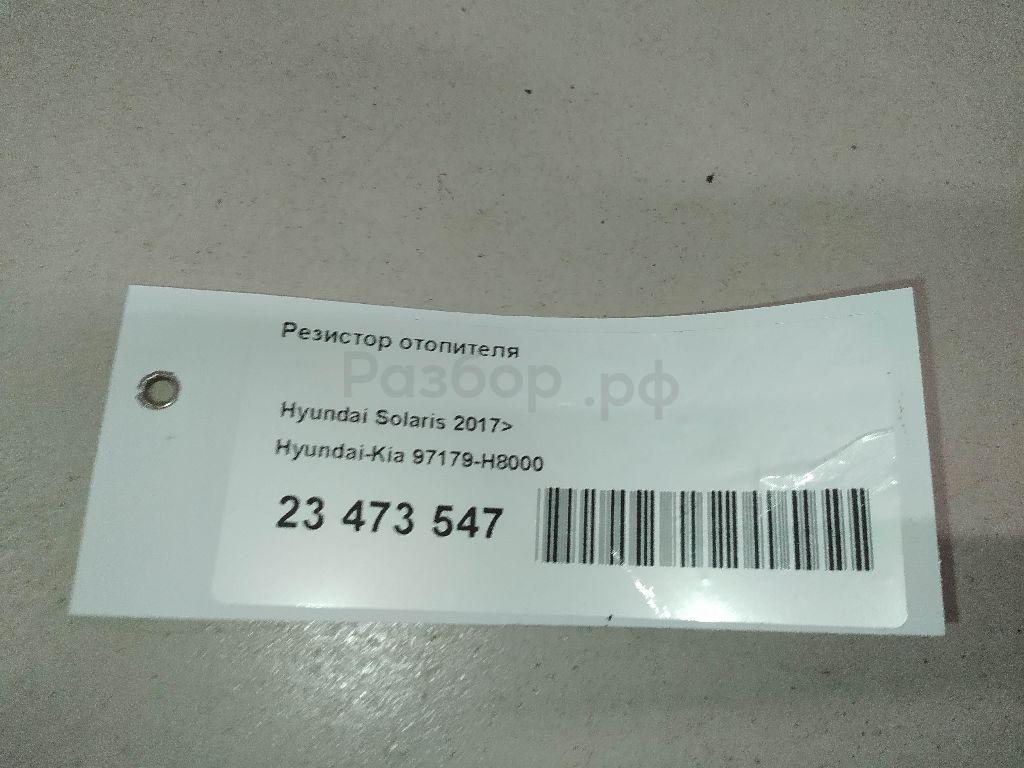 Резистор отопителя
Разбор.рф
Hyundai Solaris 2017>
Hyundai-Kia 97179-H8000
23 473 547